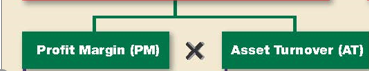 Profit Margin (PM) × Asset Turnover (AT)